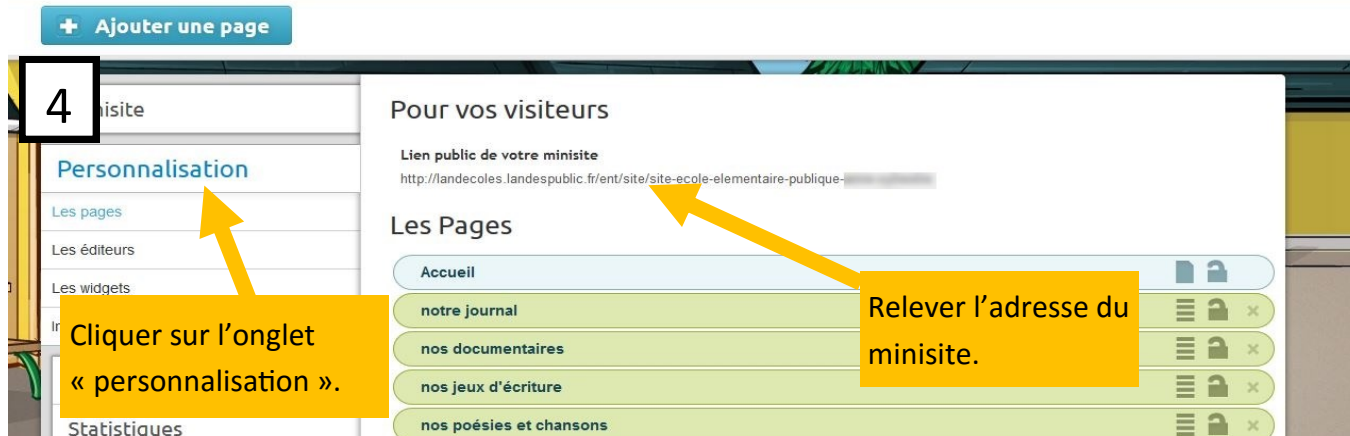 Ajouter une page
4
isite
Pour vos visiteurs
Personnalisation
Lien public de votre minisite
http://landecoles.landespublic.fr/ent/site/site-ecole-elementaire-publique-
Les pages
Les Pages
Les éditeurs
Accueil
Les widgets
notre journal
Relever l’adresse du
minisite.
Cliquer sur l’onglet
« personnalisation ».
nos documentaires
nos jeux d'écriture
Statistiques
nos poésies et chansons